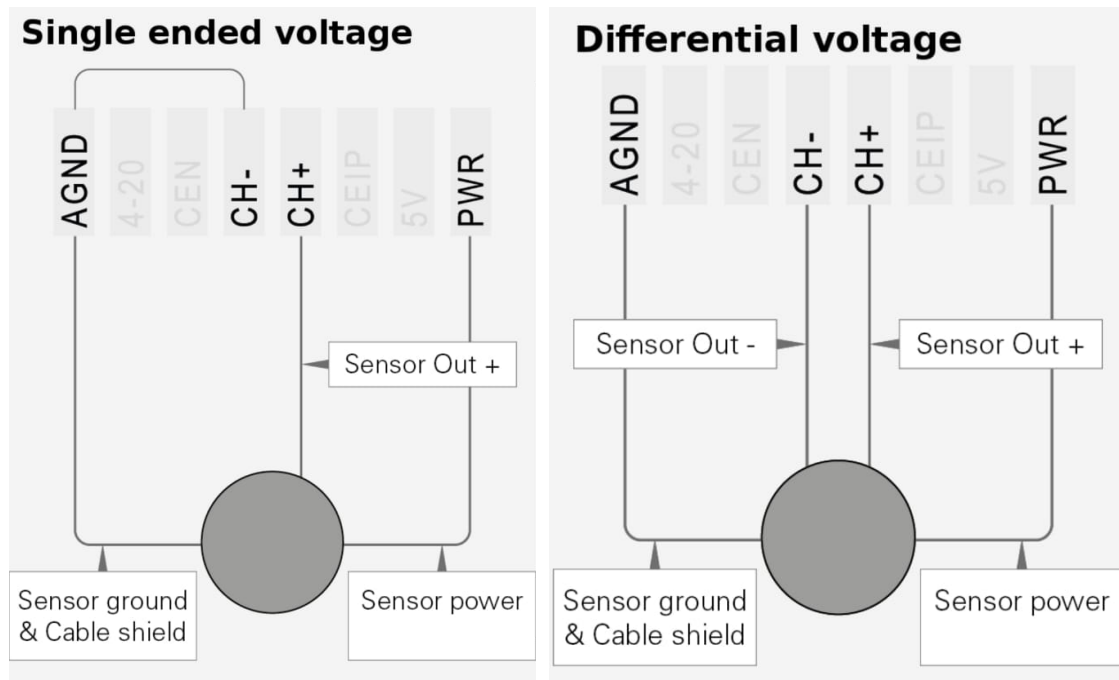 Single ended voltage
AGND
4-20
CEN
CH-
CH+
CEIP
5V
PWR
Sensor Out +
Sensor ground
& Cable shield
Sensor power
Differential voltage
AGND
4-20
CEN
CH-
CH+
CEIP
5V
PWR
Sensor Out -
Sensor Out +
Sensor ground
& Cable shield
Sensor power